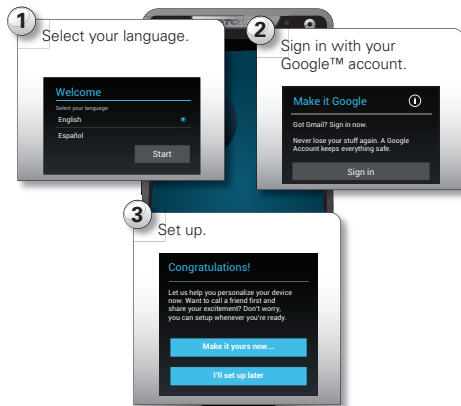 1
Select your language.
Welcome
Select your language:
English
Español
Start
2
Sign in with your
Google™ account.
Make it Google
Got Gmail? Sign in now.
Never lose your stuff again. A Google
Account keeps everything safe.
Sign in
3
Set up.
Congratulations!
Let us help you personalize your device
now. Want to call a friend first and
share your excitement? Don't worry,
you can setup whenever you're ready.
Make it yours now...
I'll set up later